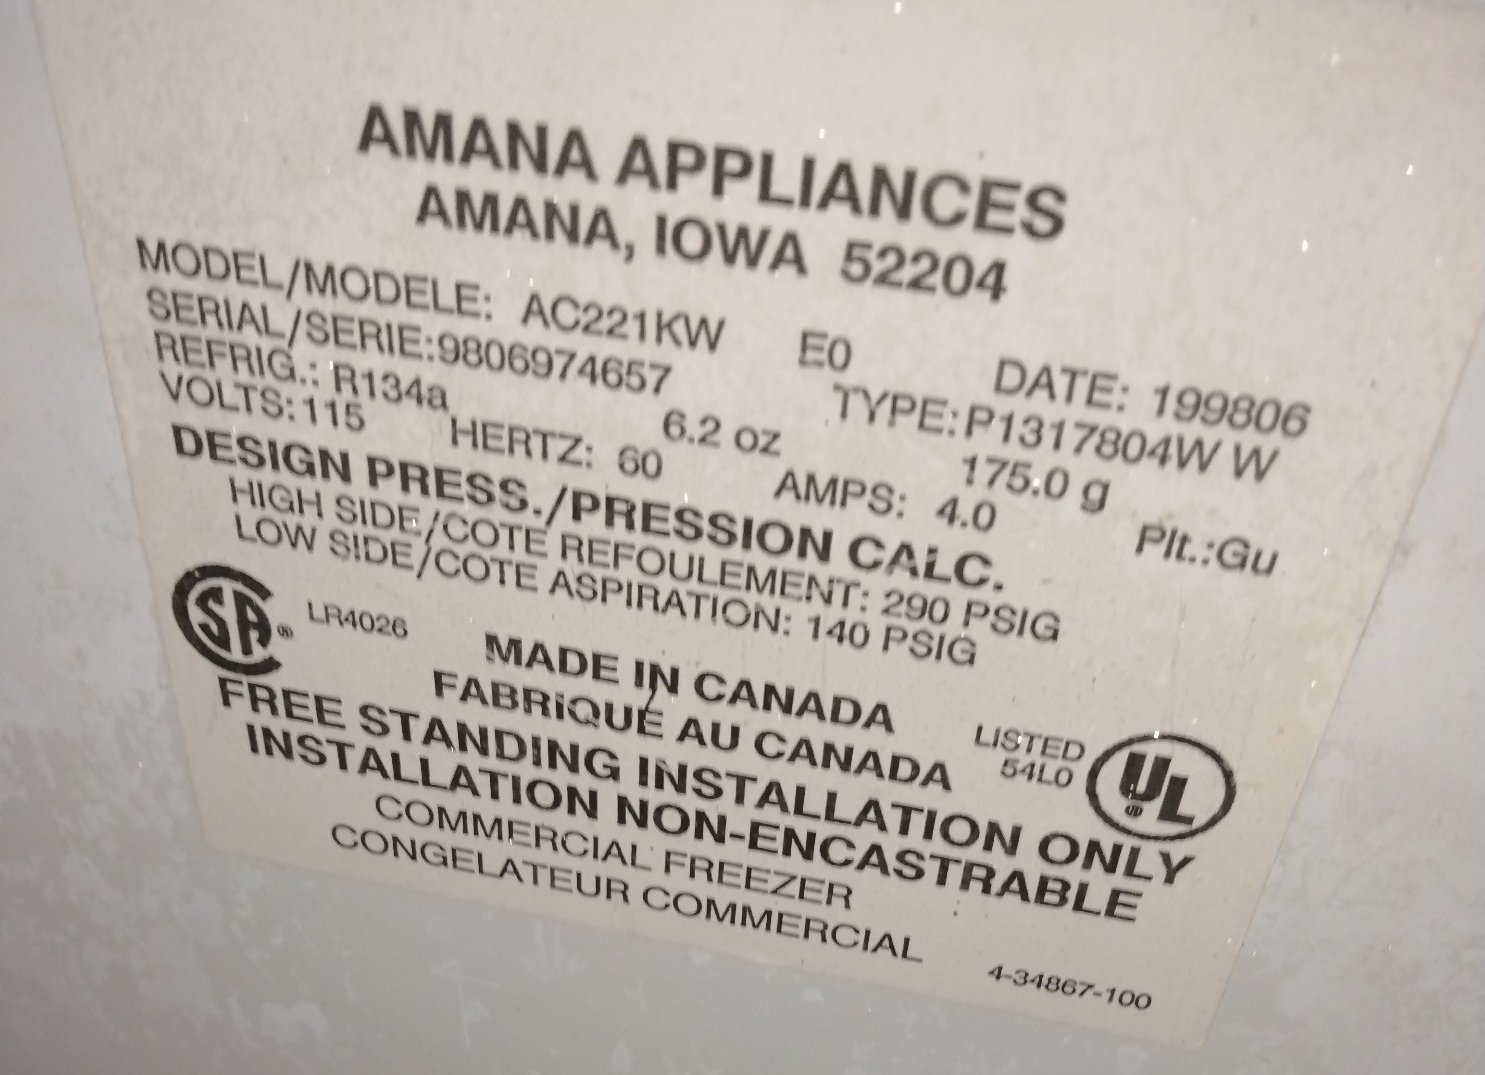 AMANA APPLIANCES
AMANA, IOWA 52204
MODEL/MODELE: AC221KW E0 DATE: 199806
SERIAL/SERIE:9806974657 TYPE:P1317804W W
REFRIG.: R134a 6.2 oz 175.0 g
VOLTS:115 HERTZ: 60 AMPS: 4.0 Plt.:Gu
DESIGN PRESS./PRESSION CALC.
HIGH SIDE/COTE REFOULEMENT: 290 PSIG
LOW SIDE/COTE ASPIRATION: 140 PSIG
SA ® LR4026
MADE IN CANADA
FABRiQUÉ AU CANADA
LISTED
54L0
UL ®
FREE STANDING INSTALLATION ONLY
INSTALLATION NON-ENCASTRABLE
COMMERCIAL FREEZER
CONGELATEUR COMMERCIAL
4-34867-100